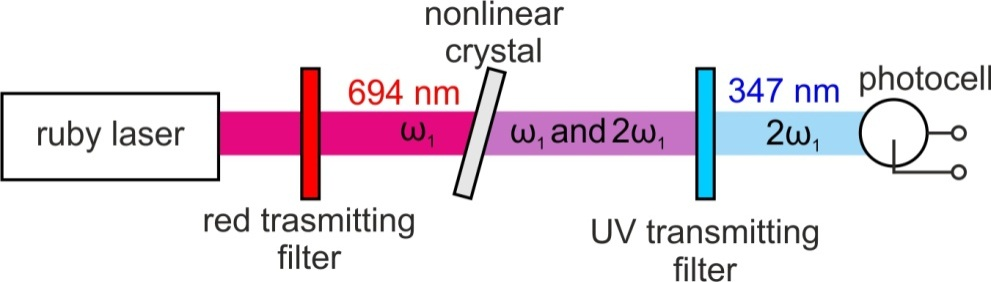 nonlinear
crystal
694 nm
347 nm
photocell
ruby laser
ω₁
ω₁ and 2ω₁
2ω₁
red trasmitting
filter
UV transmitting
filter